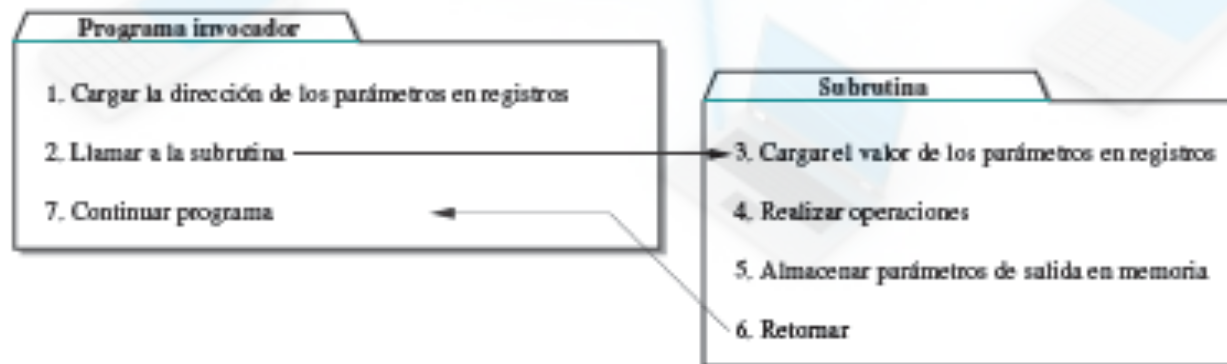 Programa invocador
1. Cargar la dirección de los parámetros en registros
2. Llamar a la subrutina
7. Continuar programa
Subrutina
3. Cargar el valor de los parámetros en registros
4. Realizar operaciones
5. Almacenar parámetros de salida en memoria
6. Retornar